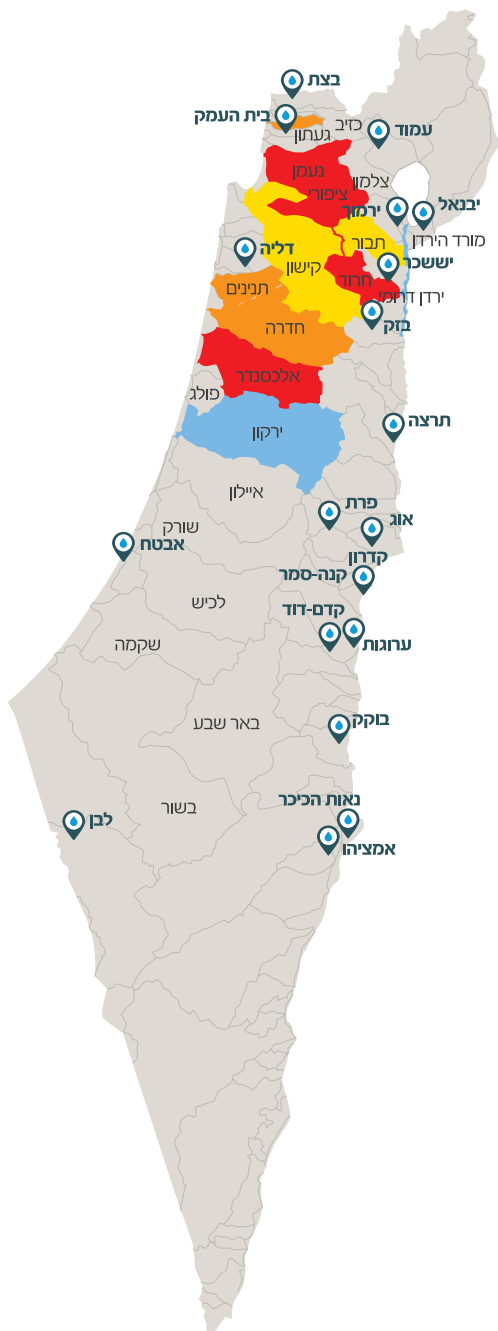 בצת
בית העמק
כזיב
געתון
עמוד
נעמן
צלמון
ציפורי
ירמוך
יבנאל
תבור
מורד הירדן
דליה
קישון
יששכר
חרוד
תנינים
ירדן דרומי
בזק
חדרה
אלכסנדר
פולג
תרצה
ירקון
איילון
פרת
אוג
שורק
אבטח
קדרון
קנה-סמר
לכיש
קדם-דוד
שקמה
ערוגות
באר שבע
בוקק
נאות הכיכר
בשור
לבן
אמציהו